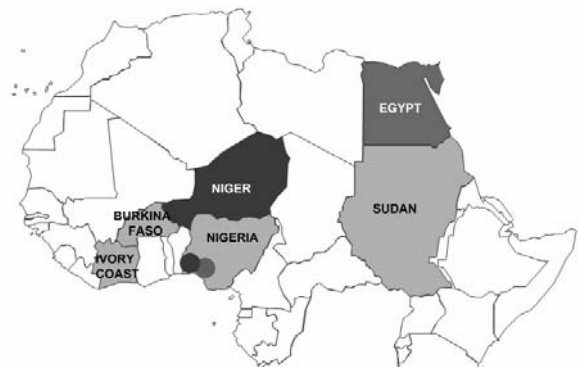 EGYPT
NIGER
SUDAN
BURKINA
FASO
NIGERIA
IVORY
COAST